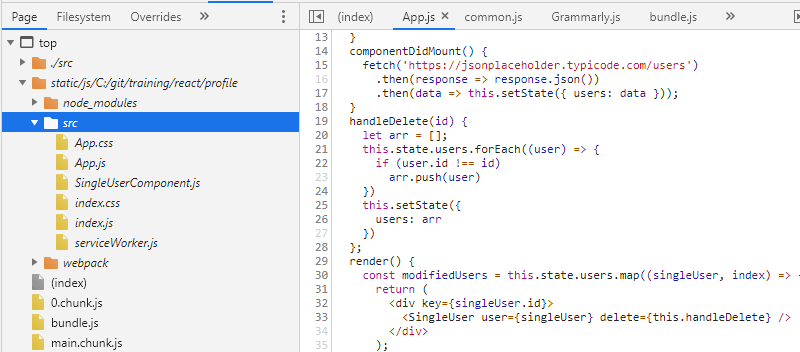 Page Filesystem Overrides »
top
./src
static/js/C:/git/training/react/profile
node_modules
src
App.css
App.js
SingleUserComponent.js
index.css
index.js
serviceWorker.js
webpack
(index)
0.chunk.js
bundle.js
main.chunk.js
(index) App.js × common.js Grammarly.js bundle.js »
13 }
14 componentDidMount() {
15 fetch('https://jsonplaceholder.typicode.com/users')
16 .then(response => response.json())
17 .then(data => this.setState({ users: data }));
18 }
19 handleDelete(id) {
20 let arr = [];
21 this.state.users.forEach((user) => {
22 if (user.id !== id)
23 arr.push(user)
24 })
25 this.setState({
26 users: arr
27 })
28 };
29 render() {
30 const modifiedUsers = this.state.users.map((singleUser, index) => {
31 return (
32 <div key={singleUser.id}>
33 <SingleUser user={singleUser} delete={this.handleDelete} />
34 </div>
35 );